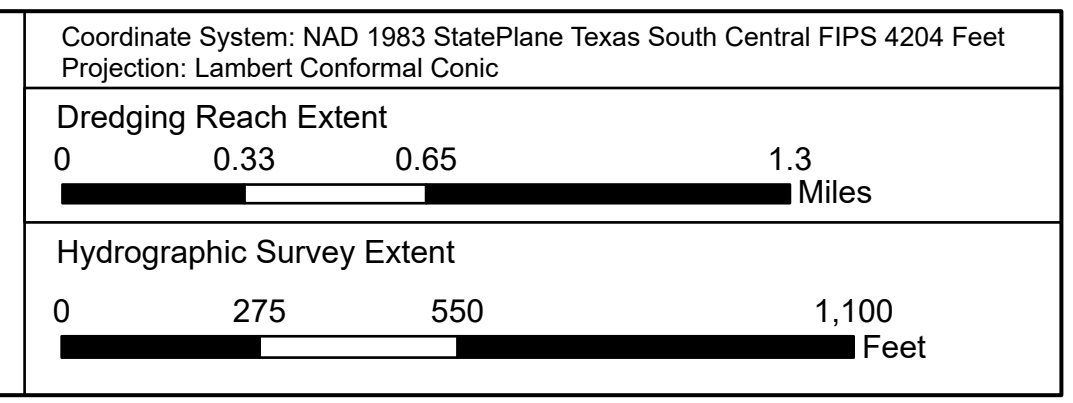 Coordinate System: NAD 1983 StatePlane Texas South Central FIPS 4204 Feet
Projection: Lambert Conformal Conic
Dredging Reach Extent
0 0.33 0.65 1.3
Miles
Hydrographic Survey Extent
0 275 550 1,100
Feet